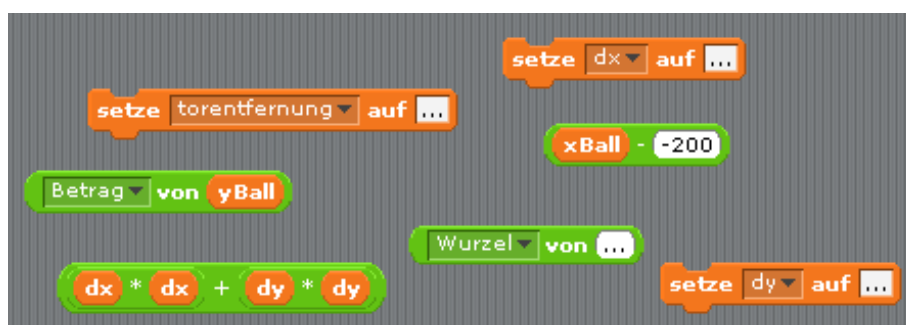 setze dx auf ...
setze torentfernung auf ...
xBall - -200
Betrag von yBall
Wurzel von ...
dx * dx + dy * dy
setze dy auf ...